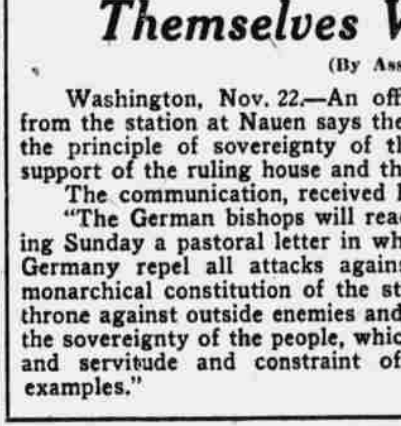 Themselves
(By Ass
Washington, Nov. 22.—An off
from the station at Nauen says the
the principle of sovereignty of t
support of the ruling house and th
The communication, received
"The German bishops will rea
ing Sunday a pastoral letter in wh
Germany repel all attacks agains
monarchical constitution of the st
throne against outside enemies and
the sovereignty of the people, whic
and servitude and constraint of
examples."